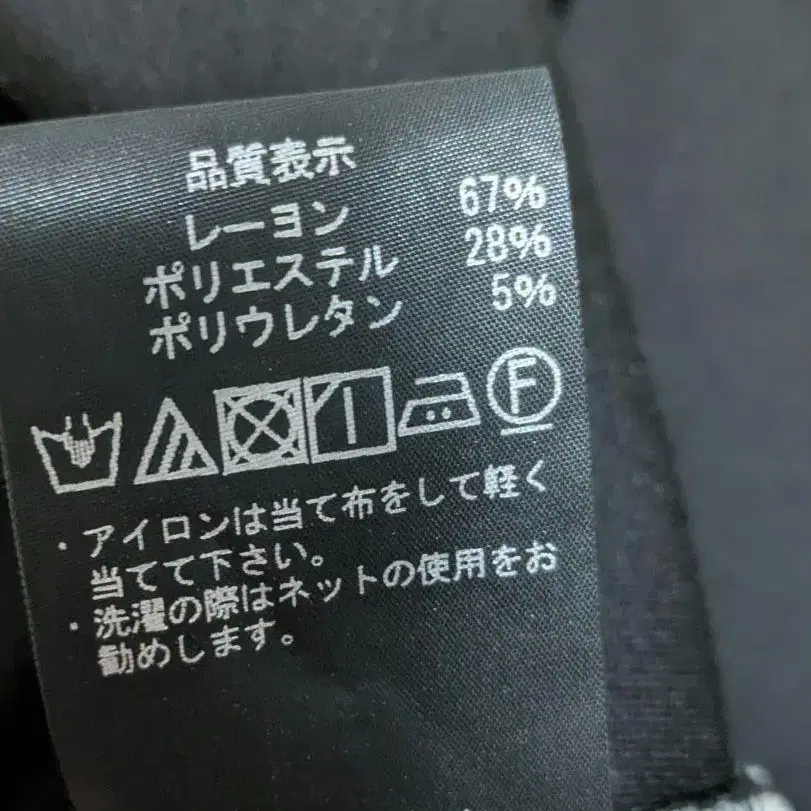 品質表示
レーヨン 67%
ポリエステル 28%
ポリウレタン 5%
F
・アイロンは当て布をして軽く
当てて下さい。
・洗濯の際はネットの使用をお
勧めします。